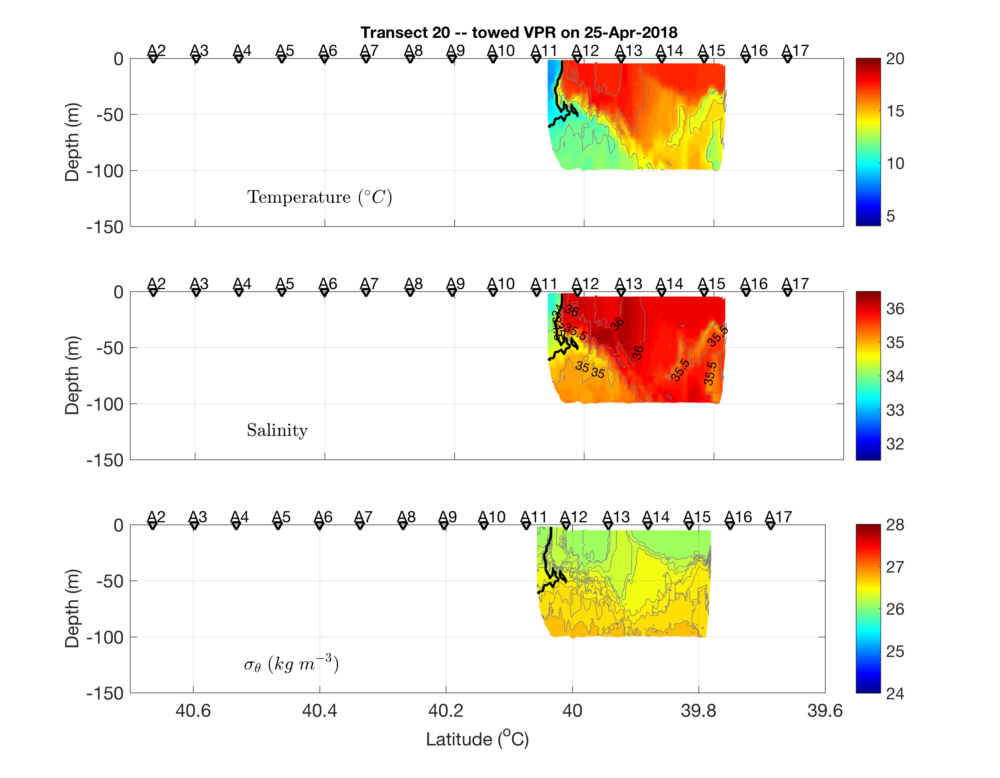 Transect 20 -- towed VPR on 25-Apr-2018
A2 A3 A4 A5 A6 A7 A8 A9 A10 A11 A12 A13 A14 A15 A16 A17
0
-50
-100
-150
Depth (m)
Temperature (°C)
20
15
10
5
A2 A3 A4 A5 A6 A7 A8 A9 A10 A11 A12 A13 A14 A15 A16 A17
0
-50
-100
-150
Depth (m)
34
36
35.5
36
36
35 35
35.5
35.5
35.5
Salinity
36
35
34
33
32
A2 A3 A4 A5 A6 A7 A8 A9 A10 A11 A12 A13 A14 A15 A16 A17
0
-50
-100
-150
Depth (m)
σθ (kg m−3)
28
27
26
25
24
40.6 40.4 40.2 40 39.8 39.6
Latitude (oC)